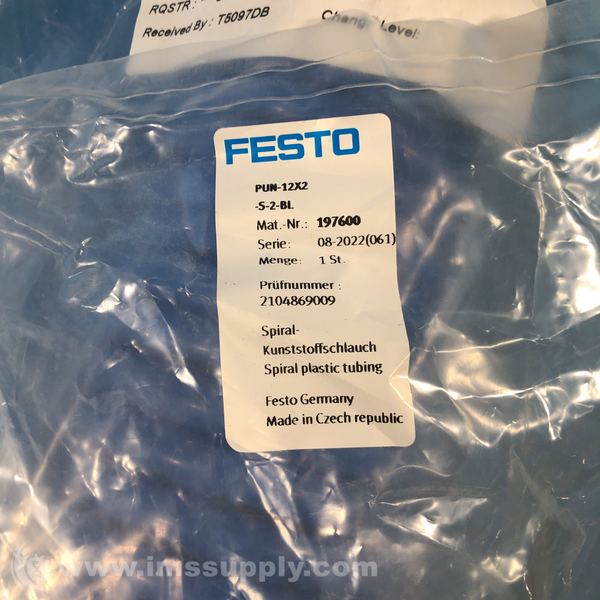 RQSTR :
Received By : T5097DB
Change Level:
FESTO
PUN-12X2
-S-2-BL
Mat.-Nr.: 197600
Serie: 08-2022(061)
Menge: 1 St.
Prüfnummer :
2104869009
Spiral-
Kunststoffschlauch
Spiral plastic tubing
Festo Germany
Made in Czech republic
www.imssupply.com/